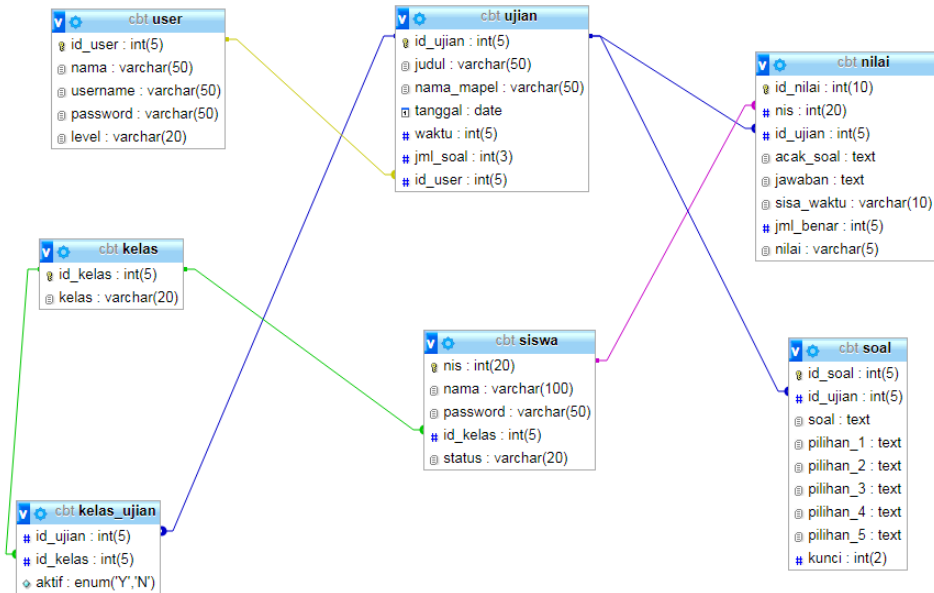 cbt user
id_user : int(5)
nama : varchar(50)
username : varchar(50)
password : varchar(50)
level : varchar(20)
cbt ujian
id_ujian : int(5)
judul : varchar(50)
nama_mapel : varchar(50)
tanggal : date
waktu : int(5)
jml_soal : int(3)
id_user : int(5)
cbt nilai
id_nilai : int(10)
nis : int(20)
id_ujian : int(5)
acak_soal : text
jawaban : text
sisa_waktu : varchar(10)
jml_benar : int(5)
nilai : varchar(5)
cbt kelas
id_kelas : int(5)
kelas : varchar(20)
cbt siswa
nis : int(20)
nama : varchar(100)
password : varchar(50)
id_kelas : int(5)
status : varchar(20)
cbt soal
id_soal : int(5)
id_ujian : int(5)
soal : text
pilihan_1 : text
pilihan_2 : text
pilihan_3 : text
pilihan_4 : text
pilihan_5 : text
kunci : int(2)
cbt kelas_ujian
id_ujian : int(5)
id_kelas : int(5)
aktif : enum('Y','N')